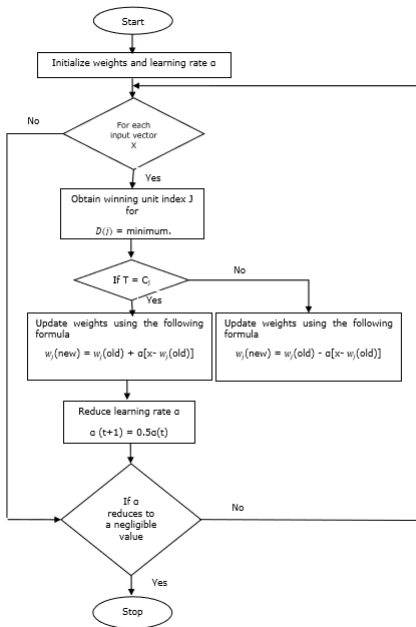 Start
Initialize weights and learning rate α
No
For each
input vector
X
Yes
Obtain winning unit index J
for
D(j) = minimum.
No
If T = Cⱼ
Yes
Update weights using the following
formula
wⱼ(new) = wⱼ(old) + α[x- wⱼ(old)]
Update weights using the following
formula
wⱼ(new) = wⱼ(old) - α[x- wⱼ(old)]
Reduce learning rate α
α (t+1) = 0.5α(t)
If α
reduces to
a negligible
value
No
Yes
Stop